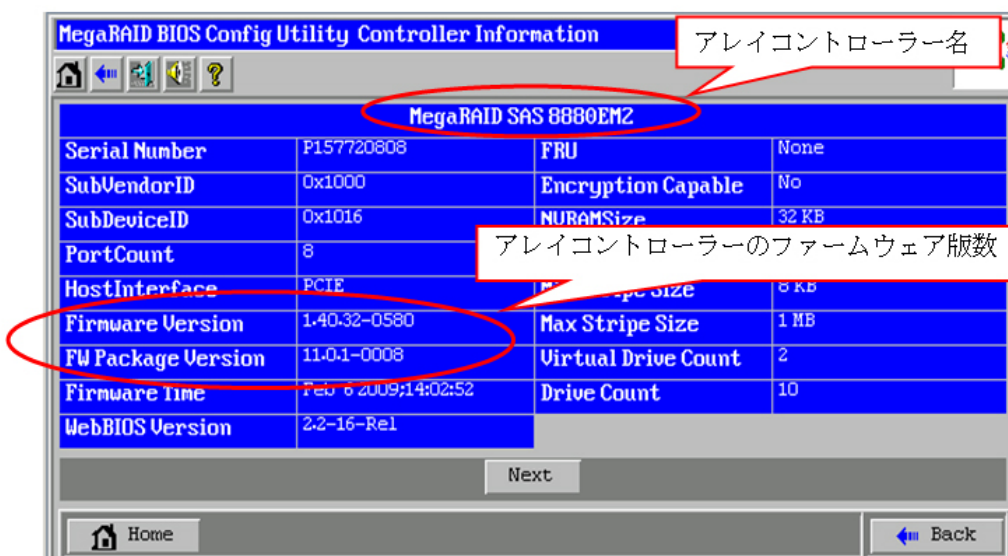 MegaRAID BIOS Config Utility Controller Information
アレイコントローラー名
MegaRAID SAS 8880EM2
Serial Number P157720808 FRU None
SubVendorID 0x1000 Encryption Capable No
SubDeviceID 0x1016 NVRAMSize 32 KB
アレイコントローラーのファームウェア版数
PortCount 8
HostInterface PCIE Stripe Size 8 KB
Firmware Version 1.40.32-0580 Max Stripe Size 1 MB
FW Package Version 11.0.1-0008 Virtual Drive Count 2
Firmware Time Feb 6 2009;14:02:52 Drive Count 10
WebBIOS Version 2.2-16-Rel
Next
Home Back